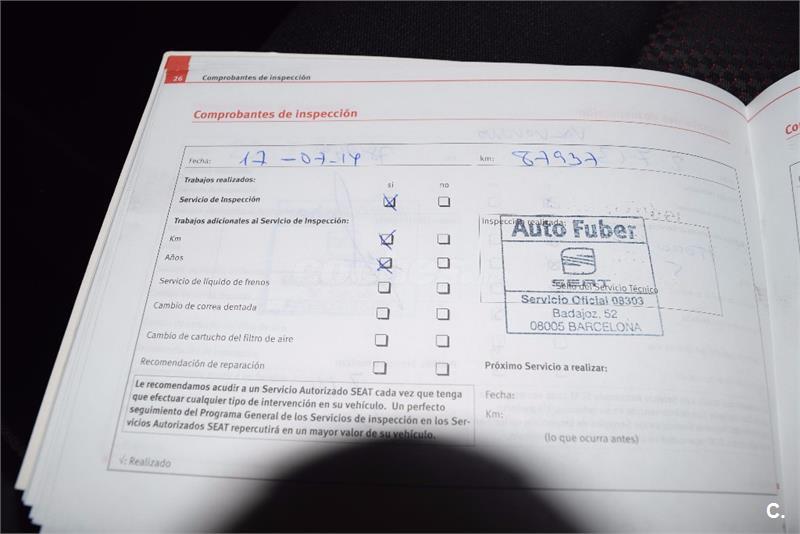 26 Comprobantes de inspección
Comprobantes de inspección
Fecha: 17-07-14 km: 87937
Trabajos realizados:
si no
Servicio de Inspección
Trabajos adicionales al Servicio de Inspección:
Inspección realizada:
Km
Años
Auto Fuber
SEAT
Sello del Servicio Técnico
Servicio Oficial 08303
Badajoz, 52
08005 BARCELONA
Servicio de líquido de frenos
Cambio de correa dentada
Cambio de cartucho del filtro de aire
Recomendación de reparación
Próximo Servicio a realizar:
Fecha:
Km:
(lo que ocurra antes)
Le recomendamos acudir a un Servicio Autorizado SEAT cada vez que tenga
que efectuar cualquier tipo de intervención en su vehículo. Un perfecto
seguimiento del Programa General de los Servicios de inspección en los Ser-
vicios Autorizados SEAT repercutirá en un mayor valor de su vehículo.
√: Realizado
Co
C.